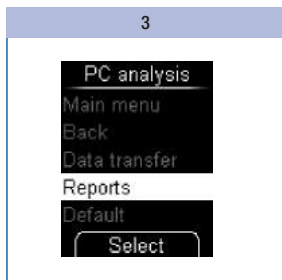 3
PC analysis
Main menu
Back
Data transfer
Reports
Default
Select